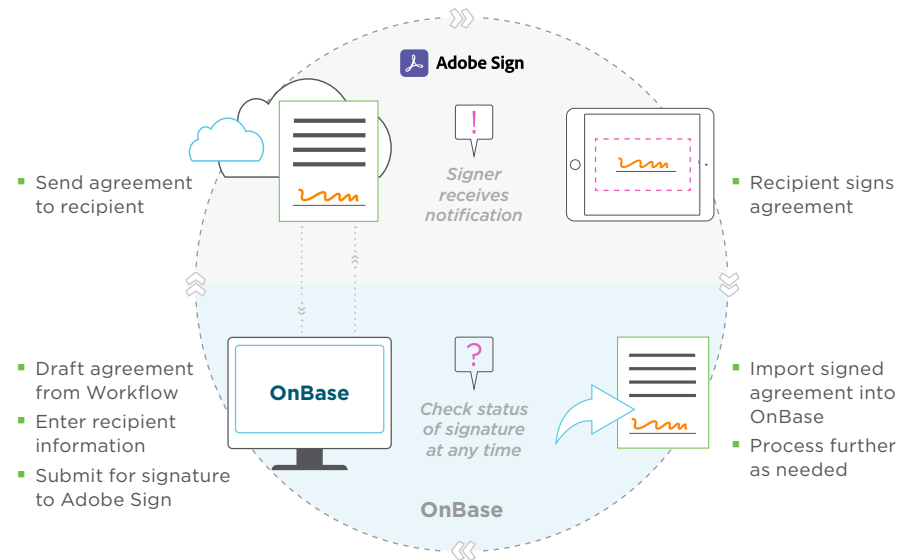 Adobe Sign
▪ Send agreement
to recipient
!
Signer
receives
notification
▪ Recipient signs
agreement
▪ Draft agreement
from Workflow
▪ Enter recipient
information
▪ Submit for signature
to Adobe Sign
OnBase
?
Check status
of signature
at any time
▪ Import signed
agreement into
OnBase
▪ Process further
as needed
OnBase